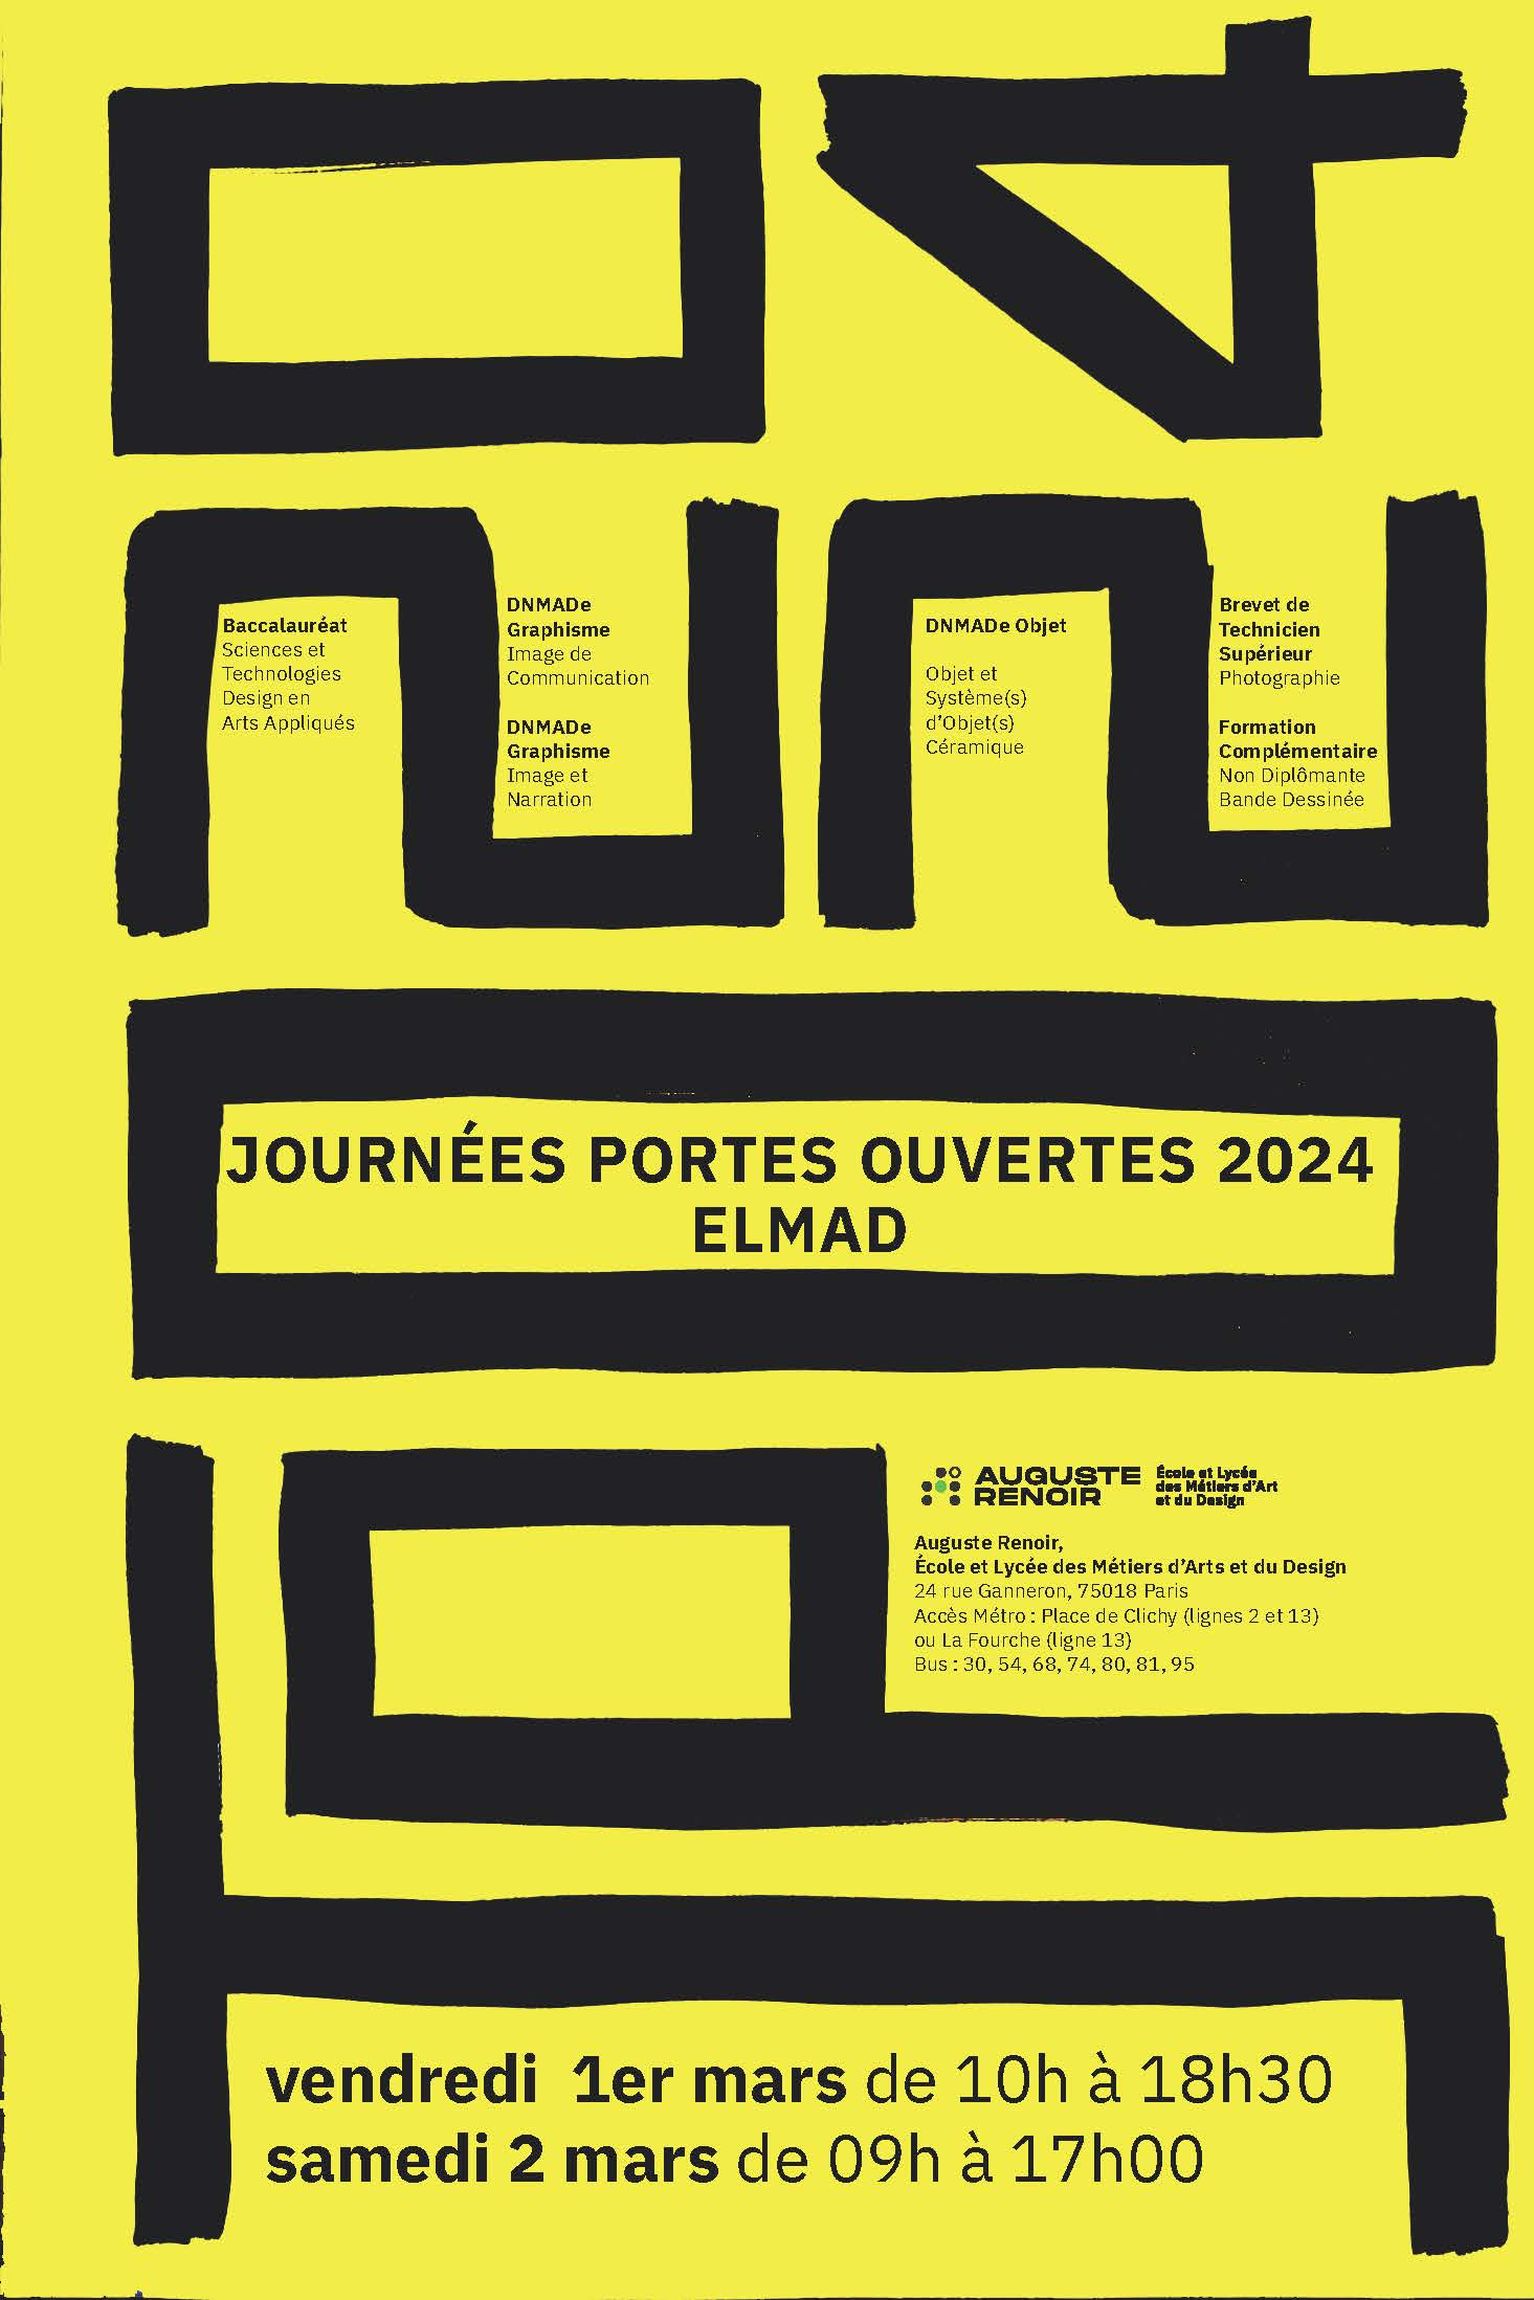 JPO
20
24
Baccalauréat
Sciences et
Technologies
Design en
Arts Appliqués
DNMADe
Graphisme
Image de
Communication
DNMADe
Graphisme
Image et
Narration
DNMADe Objet
Objet et
Système(s)
d’Objet(s)
Céramique
Brevet de
Technicien
Supérieur
Photographie
Formation
Complémentaire
Non Diplômante
Bande Dessinée
JOURNÉES PORTES OUVERTES 2024
ELMAD
AUGUSTE
RENOIR
École et Lycée
des Métiers d’Art
et du Design
Auguste Renoir,
École et Lycée des Métiers d’Arts et du Design
24 rue Ganneron, 75018 Paris
Accès Métro : Place de Clichy (lignes 2 et 13)
ou La Fourche (ligne 13)
Bus : 30, 54, 68, 74, 80, 81, 95
vendredi 1er mars de 10h à 18h30
samedi 2 mars de 09h à 17h00